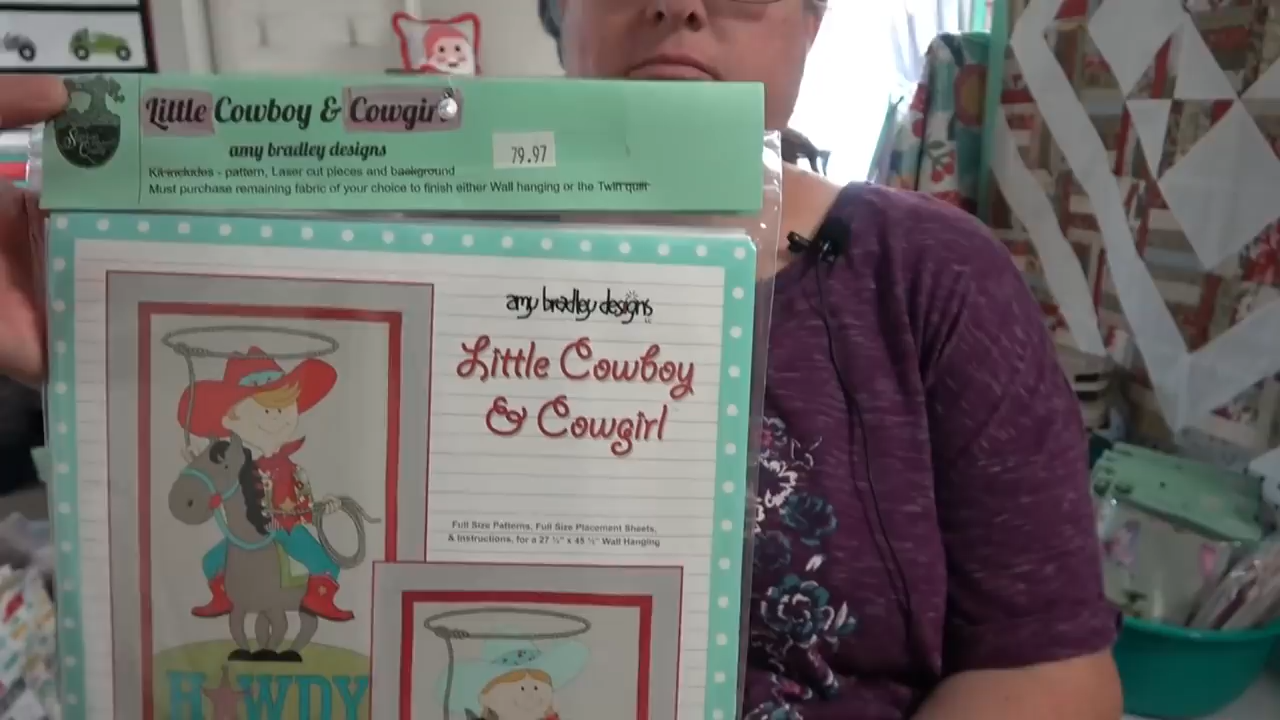 Little Cowboy & Cowgirl
amy bradley designs
79.97
Kit includes - pattern, Laser cut pieces and background
Must purchase remaining fabric of your choice to finish either Wall hanging or the Twin quilt
amy bradley designs
Little Cowboy
& Cowgirl
Full Size Patterns, Full Size Placement Sheets,
& Instructions, for a 27 ½" x 45 ½" Wall Hanging
HOWDY